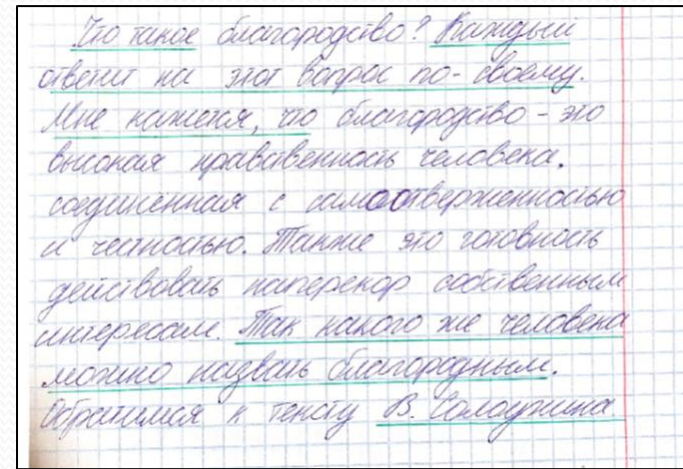 Что такое благородство? Каждый
ответит на этот вопрос по-своему.
Мне кажется, что благородство - это
высокая нравственность человека,
соединенная с самоотверженностью
и честностью. Также это готовность
действовать наперекор собственным
интересам. Так какого же человека
можно назвать благородным.
Обратимся к тексту В. Солоухина